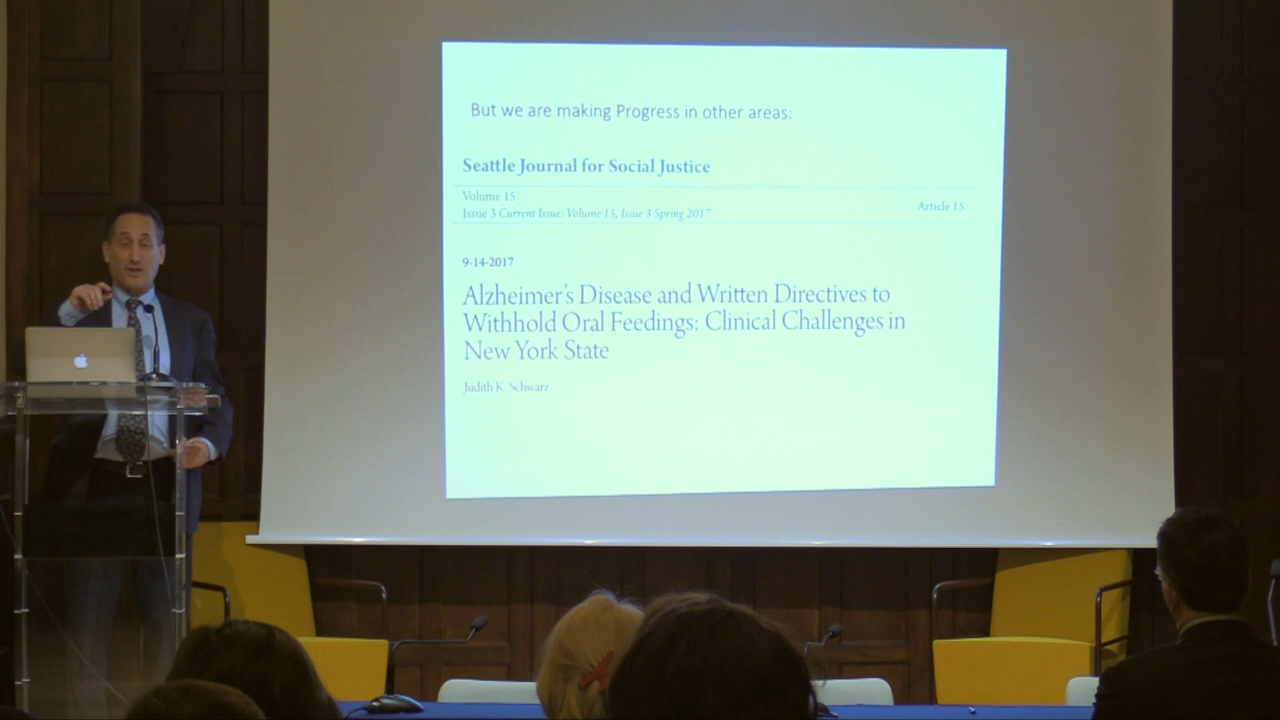 But we are making Progress in other areas:
Seattle Journal for Social Justice
Volume 15
Issue 3 Current Issue: Volume 15, Issue 3 Spring 2017
Article 15
9-14-2017
Alzheimer's Disease and Written Directives to
Withhold Oral Feedings: Clinical Challenges in
New York State
Judith K. Schwarz